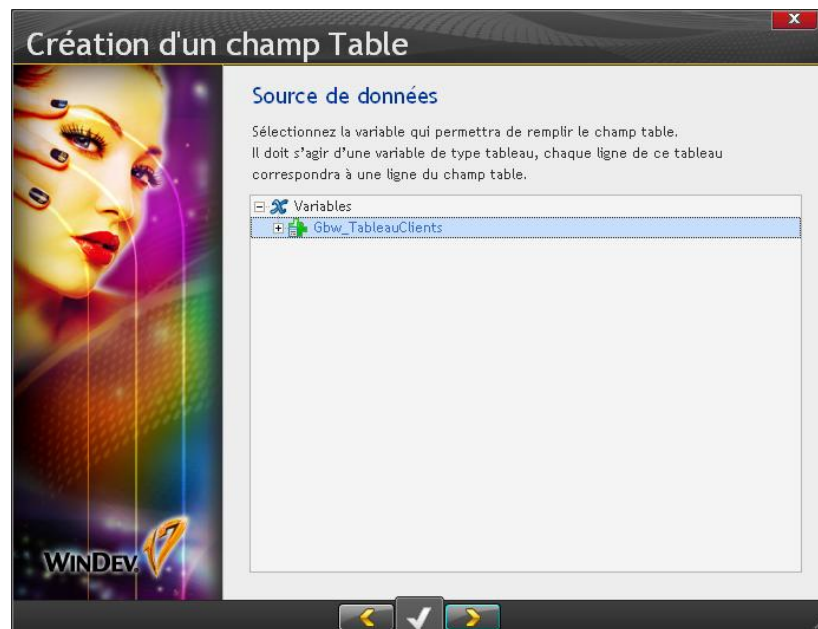 Création d'un champ Table
X
Source de données
Sélectionnez la variable qui permettra de remplir le champ table.
Il doit s'agir d'une variable de type tableau, chaque ligne de ce tableau
correspondra à une ligne du champ table.
Variables
Gbw_TableauClients
WINDEV. 17